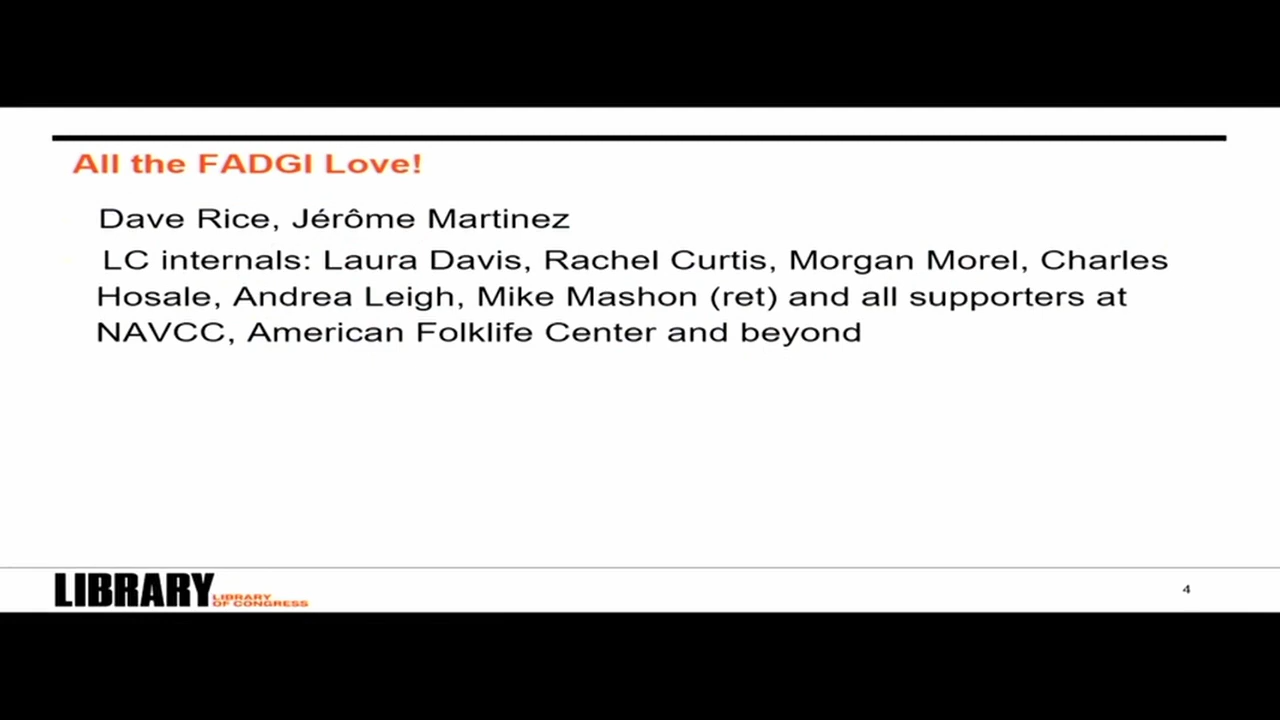 All the FADGI Love!
Dave Rice, Jérôme Martinez
LC internals: Laura Davis, Rachel Curtis, Morgan Morel, Charles
Hosale, Andrea Leigh, Mike Mashon (ret) and all supporters at
NAVCC, American Folklife Center and beyond
LIBRARY
LIBRARY
OF CONGRESS
4